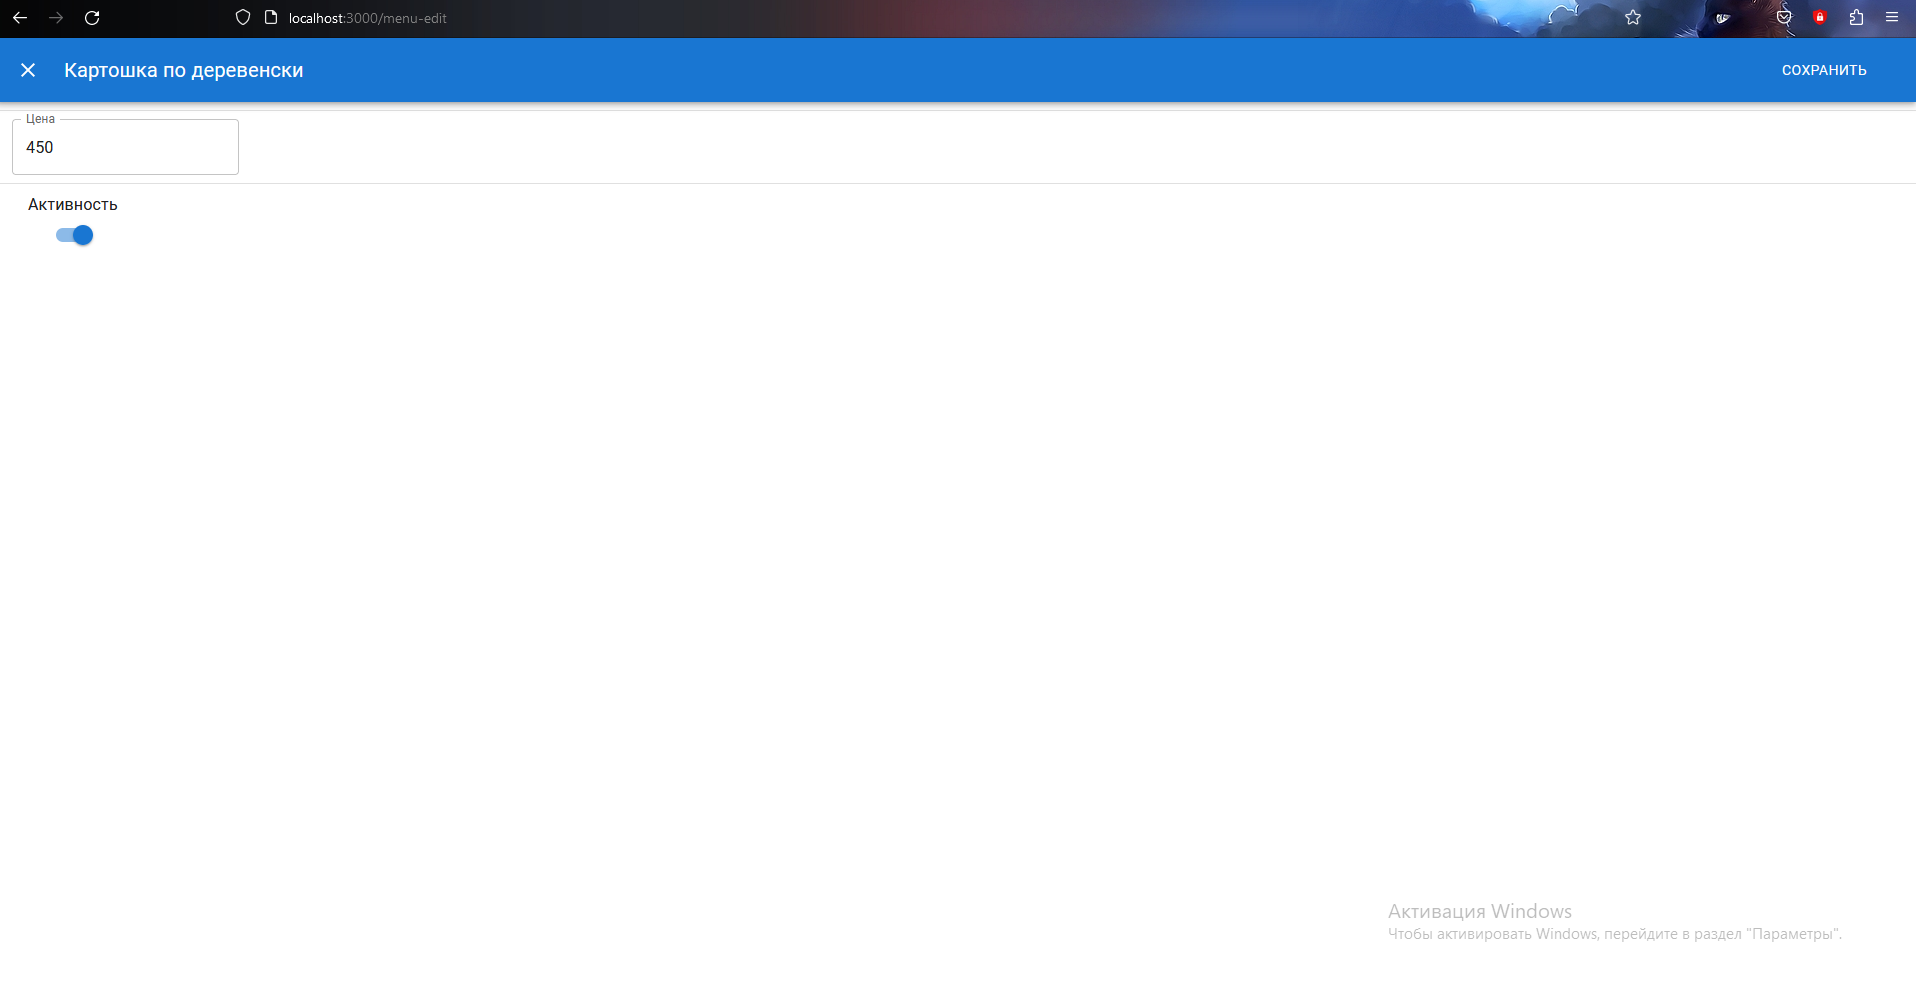 localhost:3000/menu-edit
Картошка по деревенски
СОХРАНИТЬ
Цена
450
Активность
Активация Windows
Чтобы активировать Windows, перейдите в раздел "Параметры".